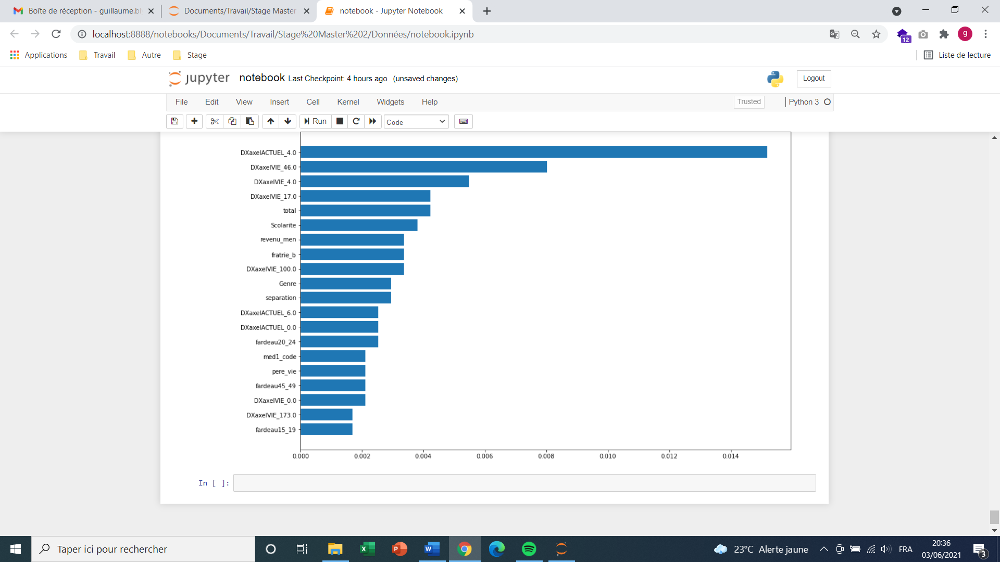 Boîte de réception - guillaume.bl
Documents/Travail/Stage Master
notebook - Jupyter Notebook
localhost:8888/notebooks/Documents/Travail/Stage%20Master%202/Données/notebook.ipynb
12
g
Applications
Travail
Autre
Stage
Liste de lecture
jupyter
notebook Last Checkpoint: 4 hours ago (unsaved changes)
Logout
File
Edit
View
Insert
Cell
Kernel
Widgets
Help
Trusted
Python 3
Run
Code
DXaxeIACTUEL_4.0
DXaxeIVIE_46.0
DXaxeIVIE_4.0
DXaxeIVIE_17.0
total
Scolarite
revenu_men
fratrie_b
DXaxeIVIE_100.0
Genre
separation
DXaxeIACTUEL_6.0
DXaxeIACTUEL_0.0
fardeau20_24
med1_code
pere_vie
fardeau45_49
DXaxeIVIE_0.0
DXaxeIVIE_173.0
fardeau15_19
0.000 0.002 0.004 0.006 0.008 0.010 0.012 0.014
In [ ]:
Taper ici pour rechercher
23°C Alerte jaune
FRA
20:36
03/06/2021
3